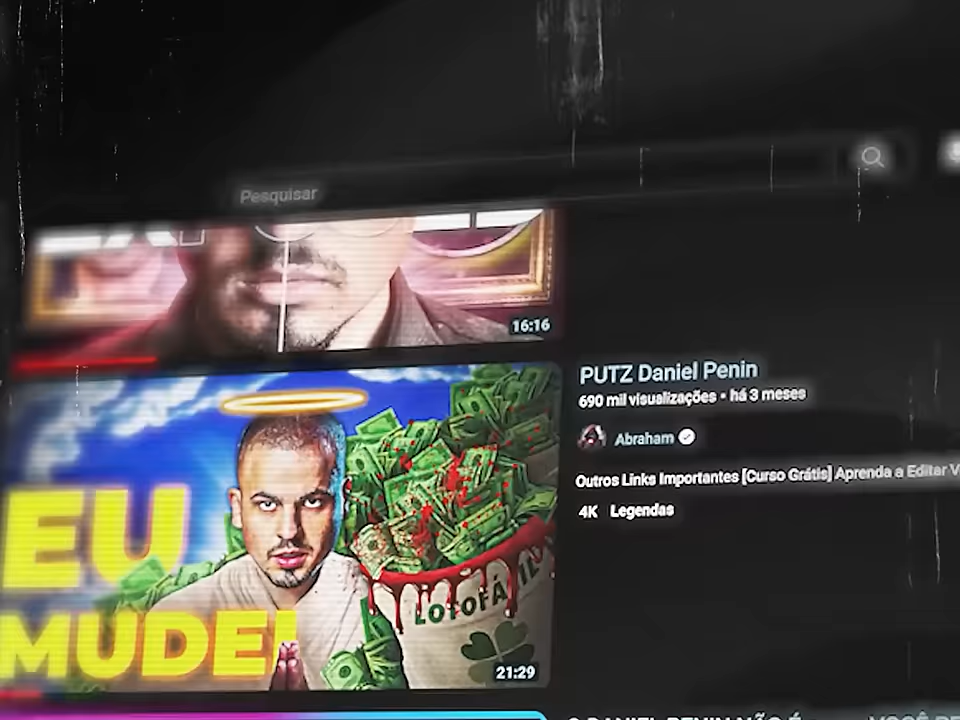 Pesquisar
16:16
PUTZ Daniel Penin
690 mil visualizações • há 3 meses
Abraham
Outros Links Importantes [Curso Grátis] Aprenda a Editar V
4K Legendas
EU
MUDEI
LOTOFÁCIL
21:29